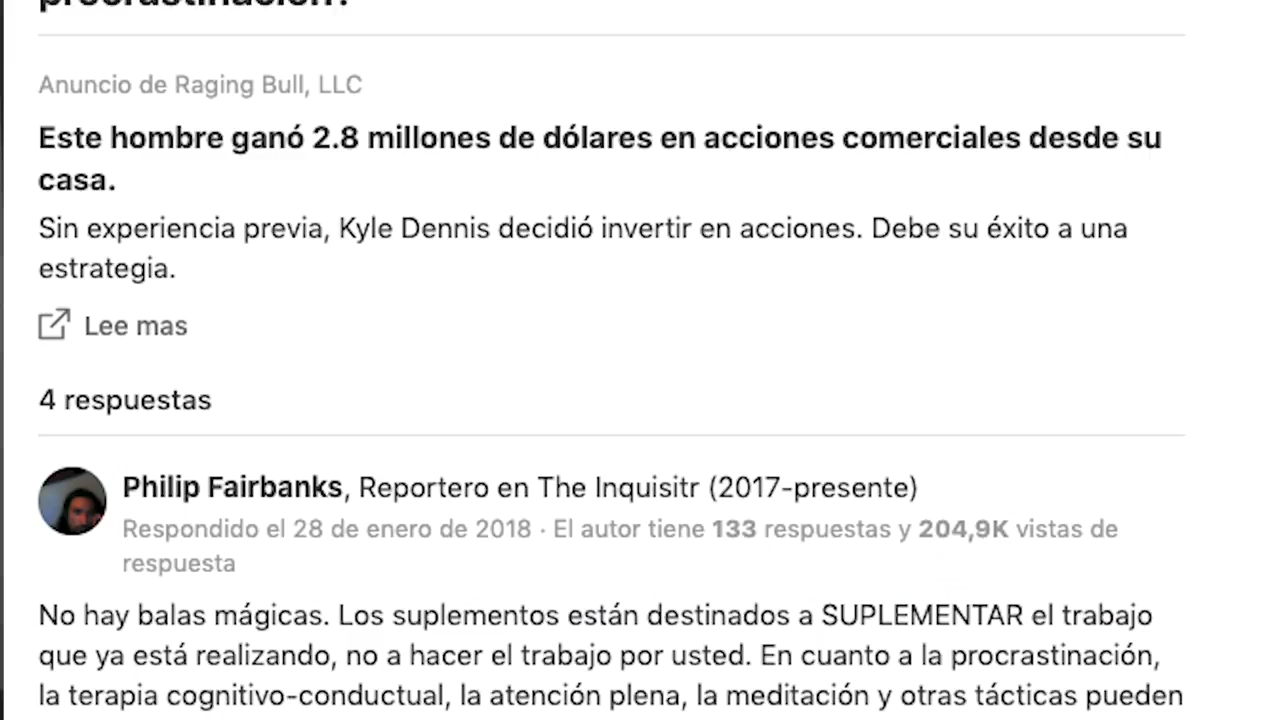 procrastinación?
Anuncio de Raging Bull, LLC
Este hombre ganó 2.8 millones de dólares en acciones comerciales desde su
casa.
Sin experiencia previa, Kyle Dennis decidió invertir en acciones. Debe su éxito a una
estrategia.
Lee mas
4 respuestas
Philip Fairbanks, Reportero en The Inquisitr (2017-presente)
Respondido el 28 de enero de 2018 · El autor tiene 133 respuestas y 204,9K vistas de
respuesta
No hay balas mágicas. Los suplementos están destinados a SUPLEMENTAR el trabajo
que ya está realizando, no a hacer el trabajo por usted. En cuanto a la procrastinación,
la terapia cognitivo-conductual, la atención plena, la meditación y otras tácticas pueden